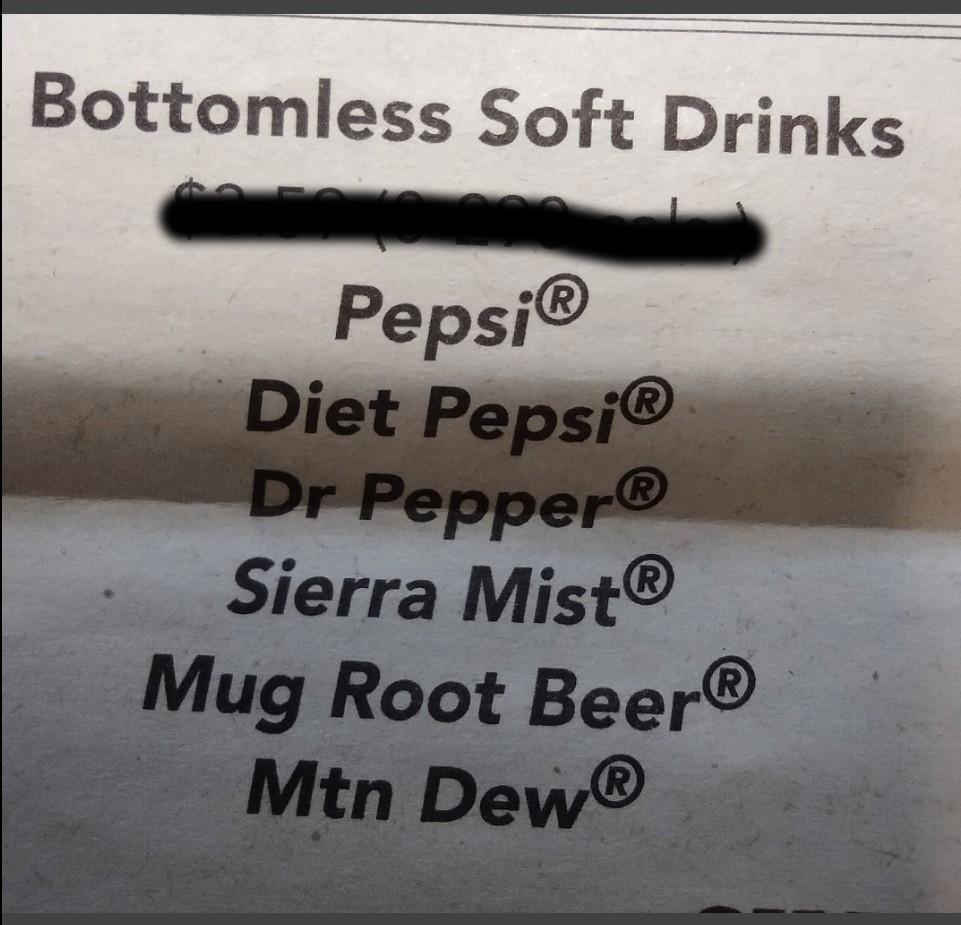 Bottomless Soft Drinks
Pepsi®
Diet Pepsi®
Dr Pepper®
Sierra Mist®
Mug Root Beer®
Mtn Dew®